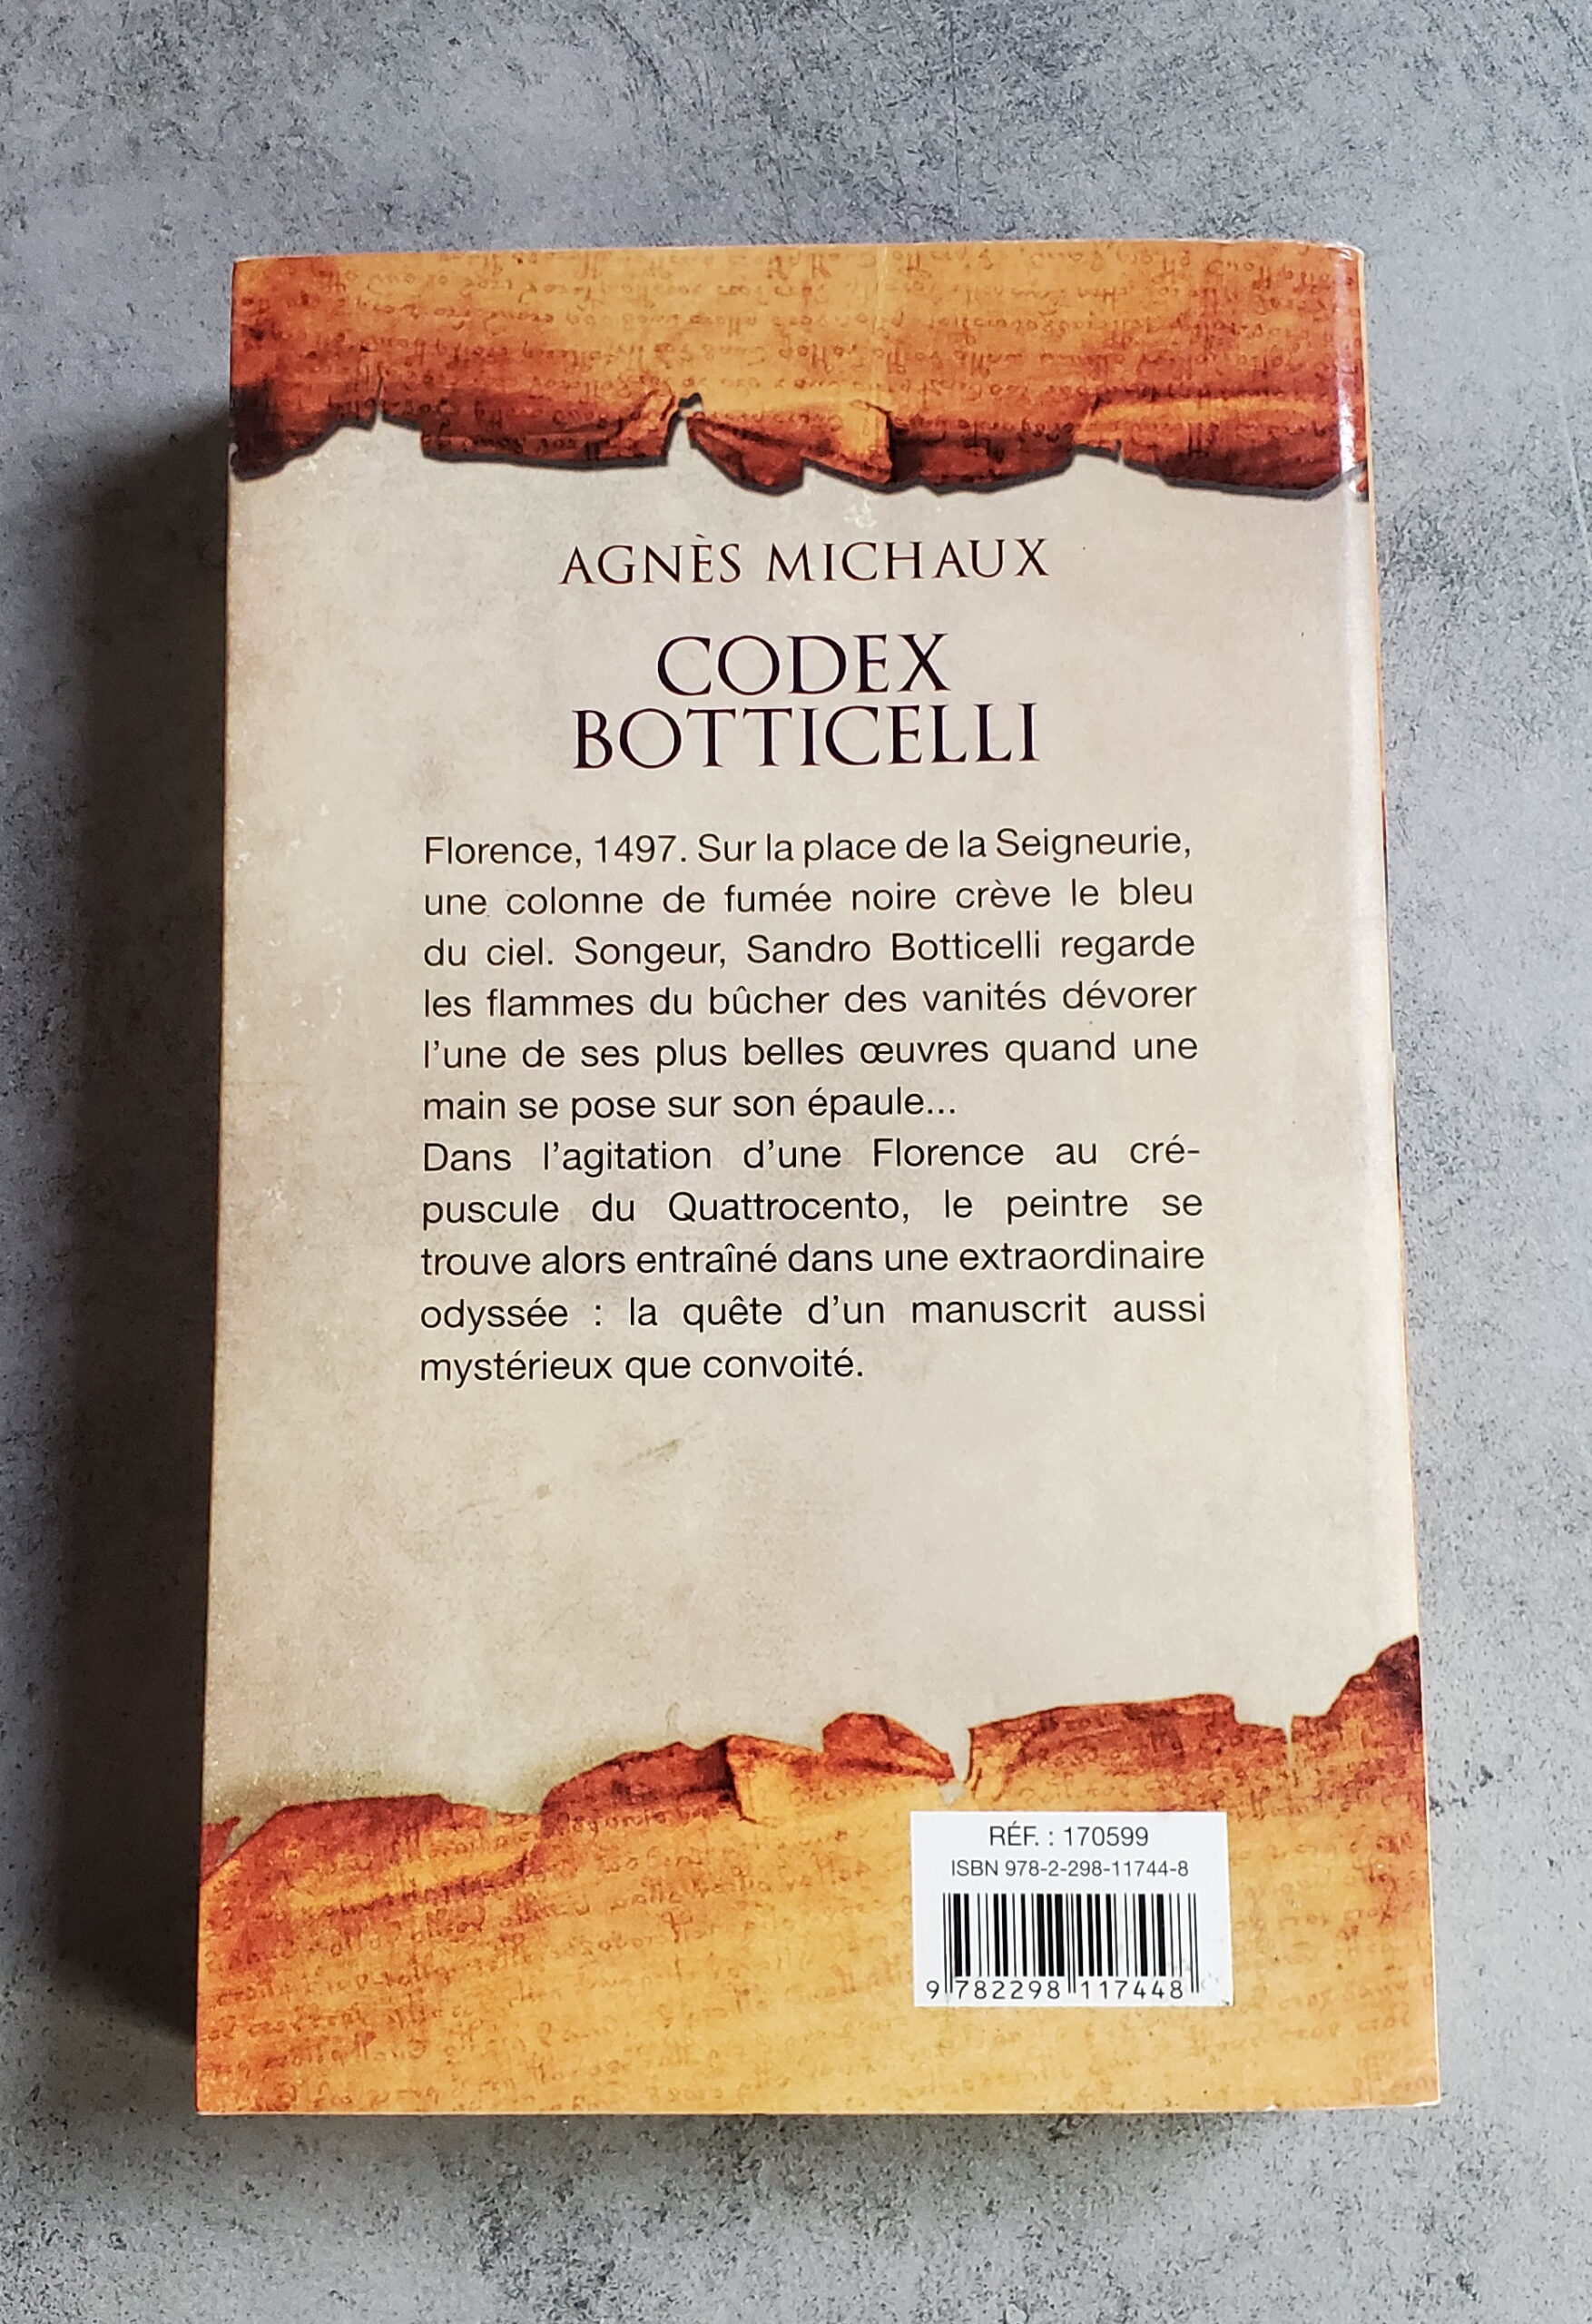 AGNÈS MICHAUX
CODEX
BOTTICELLI
Florence, 1497. Sur la place de la Seigneurie,
une colonne de fumée noire crève le bleu
du ciel. Songeur, Sandro Botticelli regarde
les flammes du bûcher des vanités dévorer
l'une de ses plus belles œuvres quand une
main se pose sur son épaule...
Dans l'agitation d'une Florence au cré-
puscule du Quattrocento, le peintre se
trouve alors entraîné dans une extraordinaire
odyssée : la quête d'un manuscrit aussi
mystérieux que convoité.
RÉF. : 170599
ISBN 978-2-298-11744-8
9 782298 117448